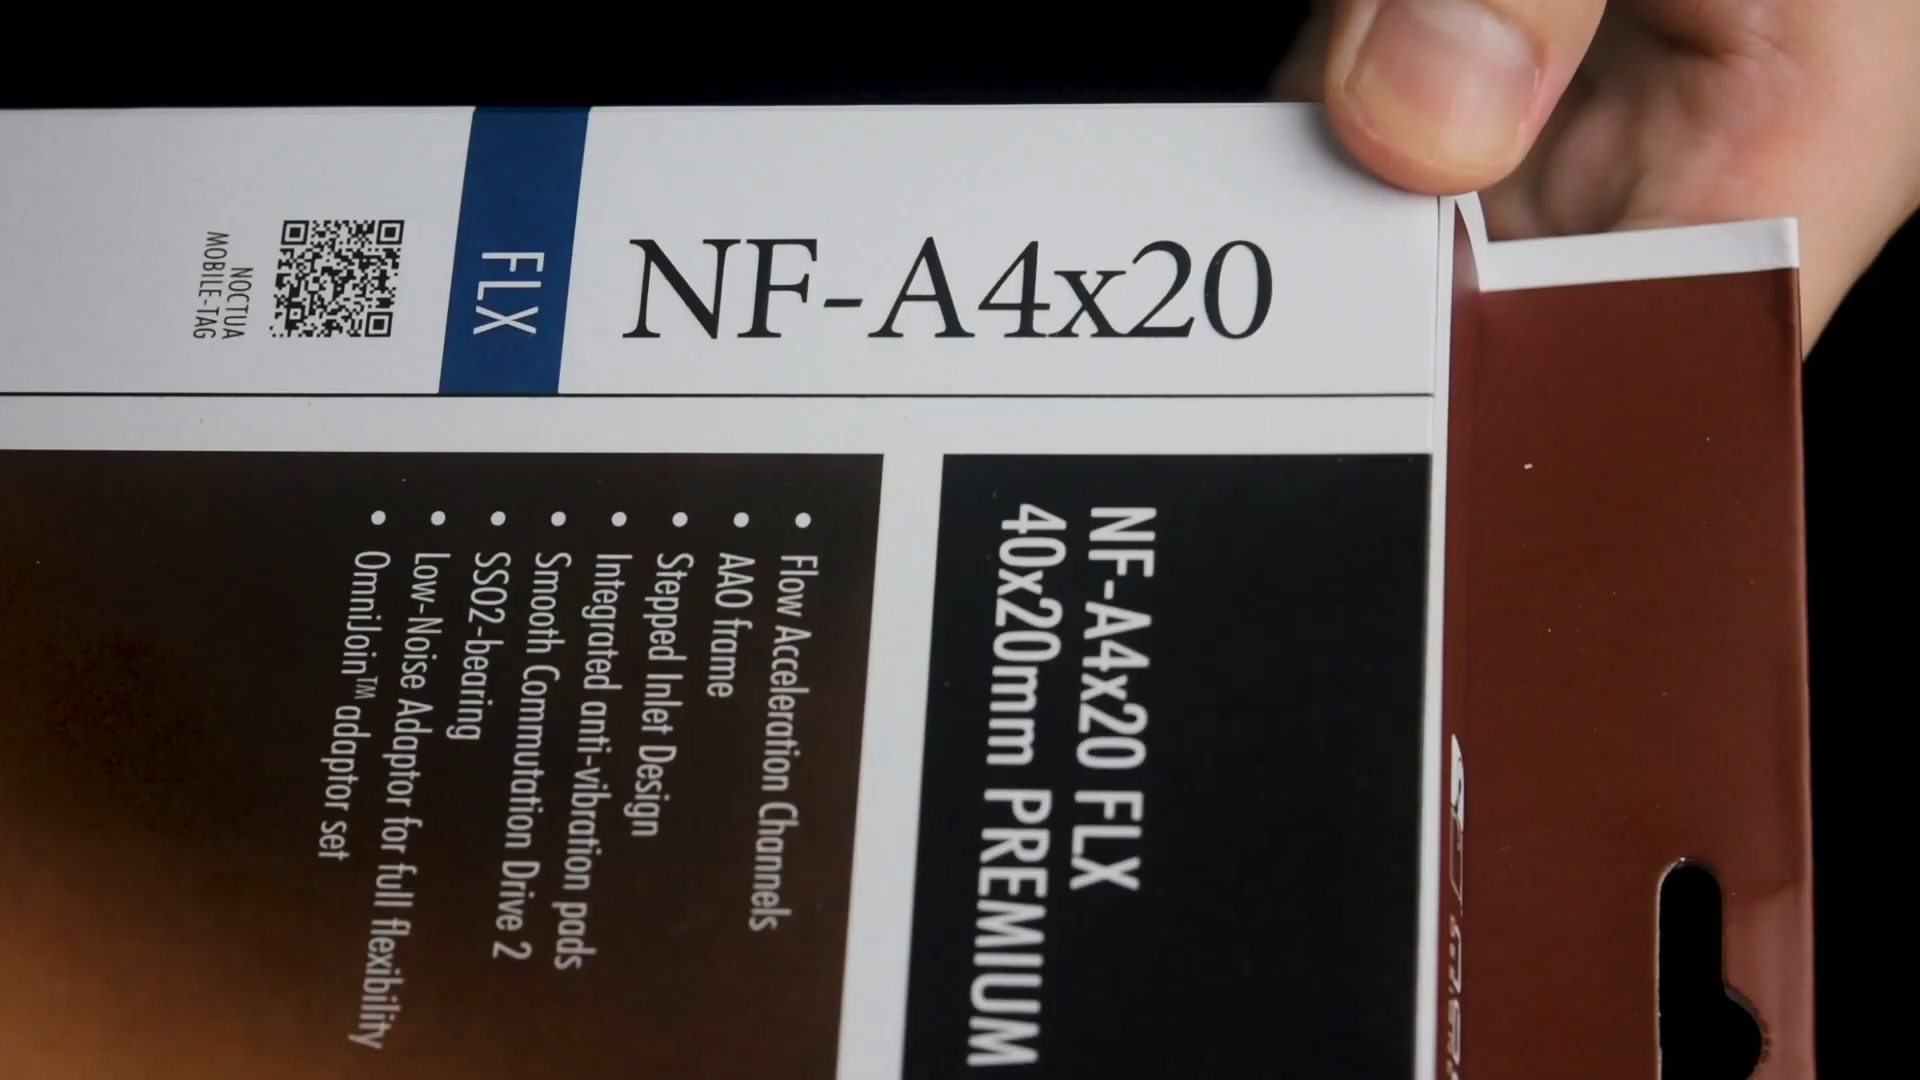 NF-A4x20
FLX
NOCTUA
MOBILE-TAG
NF-A4x20 FLX
40x20mm PREMIUM
• Flow Acceleration Channels
• AAO frame
• Stepped Inlet Design
• Integrated anti-vibration pads
• Smooth Commutation Drive 2
• SSO2-bearing
• Low-Noise Adaptor for full flexibility
• OmniJoin™ adaptor set